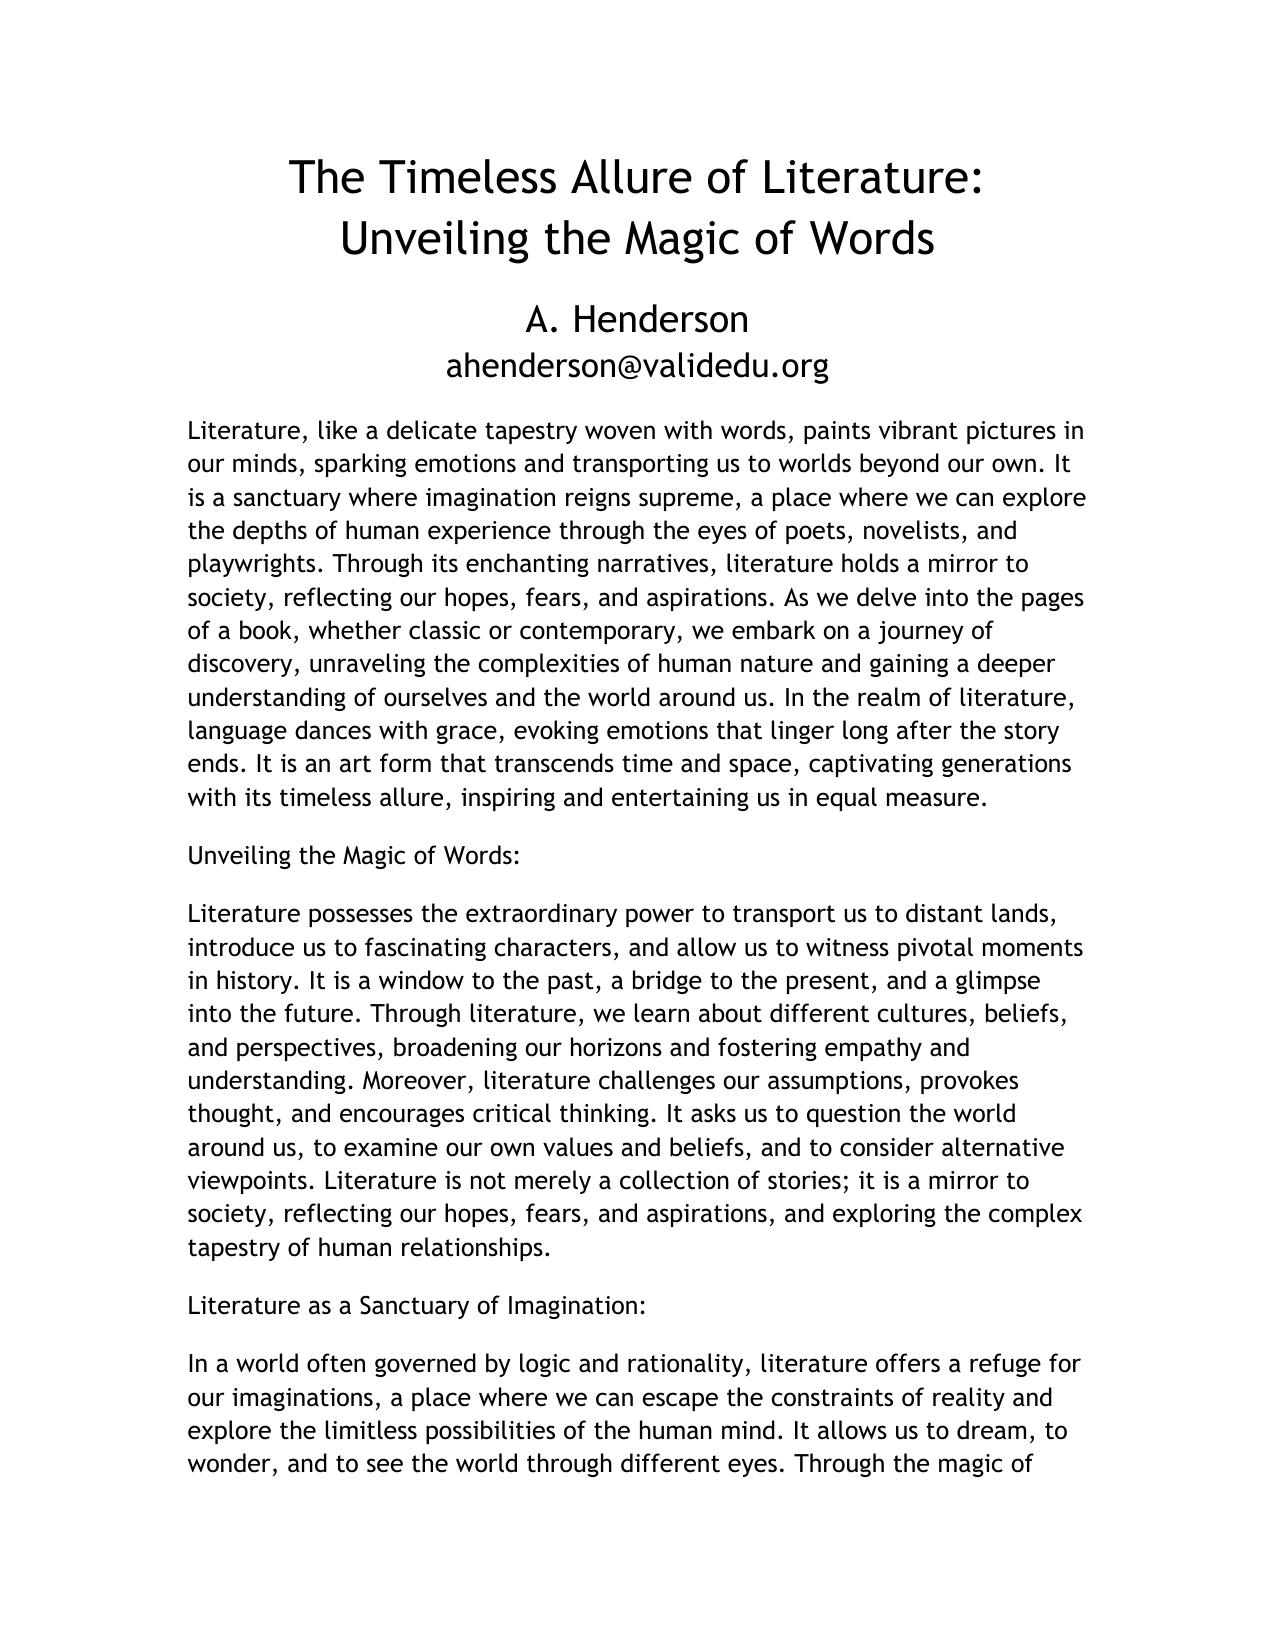 The Timeless Allure of Literature:
Unveiling the Magic of Words
A. Henderson
ahenderson@validedu.org
Literature, like a delicate tapestry woven with words, paints vibrant pictures in
our minds, sparking emotions and transporting us to worlds beyond our own. It
is a sanctuary where imagination reigns supreme, a place where we can explore
the depths of human experience through the eyes of poets, novelists, and
playwrights. Through its enchanting narratives, literature holds a mirror to
society, reflecting our hopes, fears, and aspirations. As we delve into the pages
of a book, whether classic or contemporary, we embark on a journey of
discovery, unraveling the complexities of human nature and gaining a deeper
understanding of ourselves and the world around us. In the realm of literature,
language dances with grace, evoking emotions that linger long after the story
ends. It is an art form that transcends time and space, captivating generations
with its timeless allure, inspiring and entertaining us in equal measure.
Unveiling the Magic of Words:
Literature possesses the extraordinary power to transport us to distant lands,
introduce us to fascinating characters, and allow us to witness pivotal moments
in history. It is a window to the past, a bridge to the present, and a glimpse
into the future. Through literature, we learn about different cultures, beliefs,
and perspectives, broadening our horizons and fostering empathy and
understanding. Moreover, literature challenges our assumptions, provokes
thought, and encourages critical thinking. It asks us to question the world
around us, to examine our own values and beliefs, and to consider alternative
viewpoints. Literature is not merely a collection of stories; it is a mirror to
society, reflecting our hopes, fears, and aspirations, and exploring the complex
tapestry of human relationships.
Literature as a Sanctuary of Imagination:
In a world often governed by logic and rationality, literature offers a refuge for
our imaginations, a place where we can escape the constraints of reality and
explore the limitless possibilities of the human mind. It allows us to dream, to
wonder, and to see the world through different eyes. Through the magic of